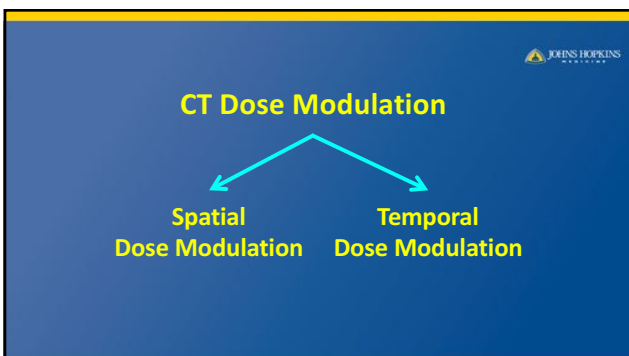 JOHNS HOPKINS
MEDICINE
CT Dose Modulation
Spatial
Dose Modulation
Temporal
Dose Modulation